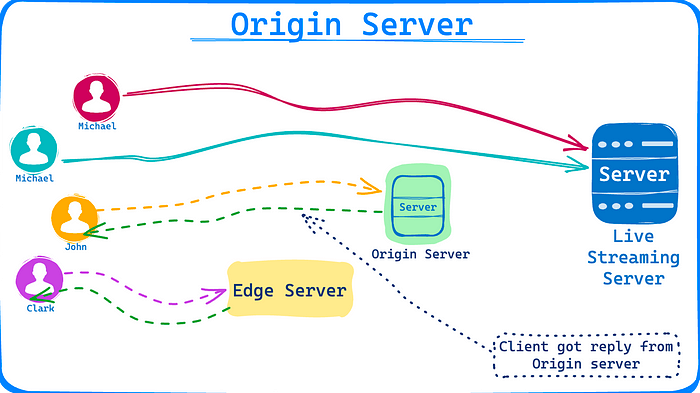 Origin Server
Michael
Michael
Server
Server
John
Origin Server
Live
Streaming
Server
Clark
Edge Server
Client got reply from
Origin server